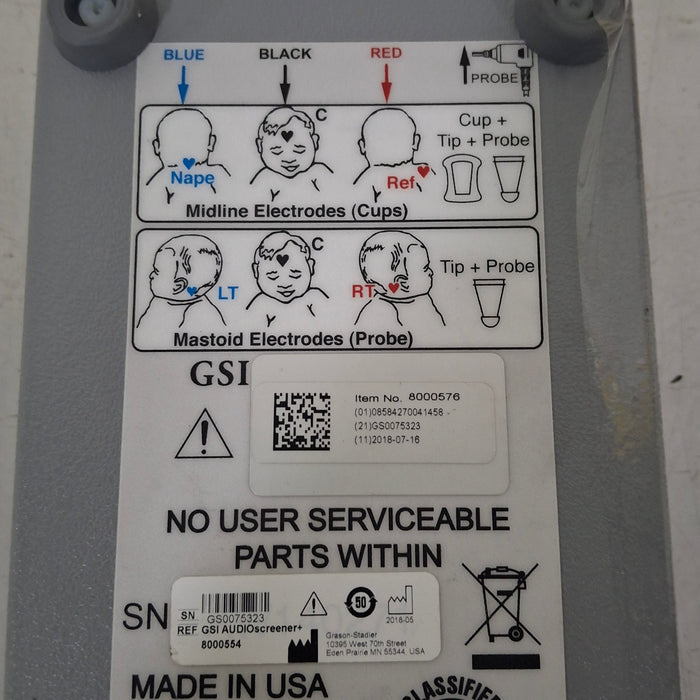 BLUE BLACK RED PROBE
C
Cup +
Tip + Probe
Nape Ref
Midline Electrodes (Cups)
C
Tip + Probe
LT RT
Mastoid Electrodes (Probe)
GSI
Item No. 8000576
(01)08584270041458
(21)GS0075323
(11)2018-07-16
NO USER SERVICEABLE
PARTS WITHIN
SN
SN GS0075323
REF GSI AUDIOscreener+
8000554
50
2018-05
Grason-Stadler
10395 West 70th Street
Eden Prairie MN 55344, USA
MADE IN USA
CLASSIFIED